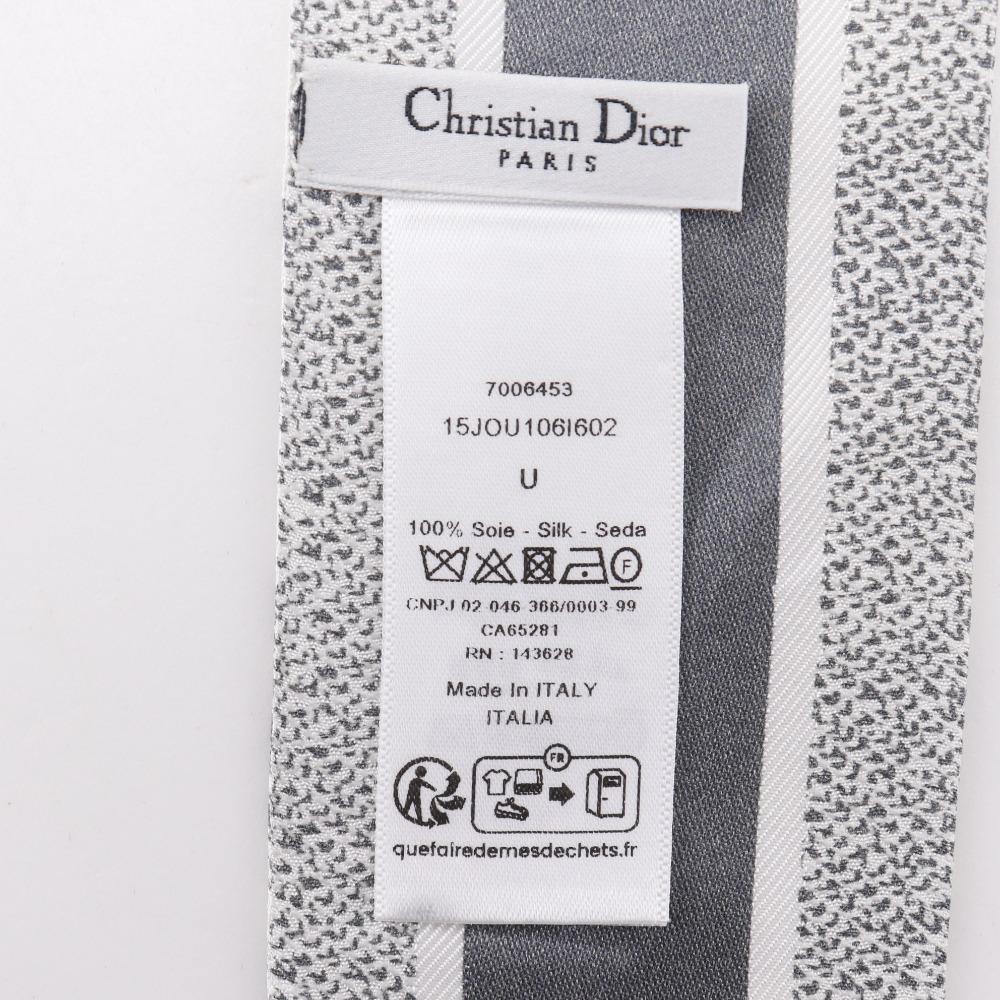 Christian Dior
PARIS
7006453
15JOU106I602
U
100% Soie - Silk - Seda
F
CNPJ 02-046-366/0003-99
CA65281
RN : 143628
Made In ITALY
ITALIA
FR
quefairedemesdechets.fr